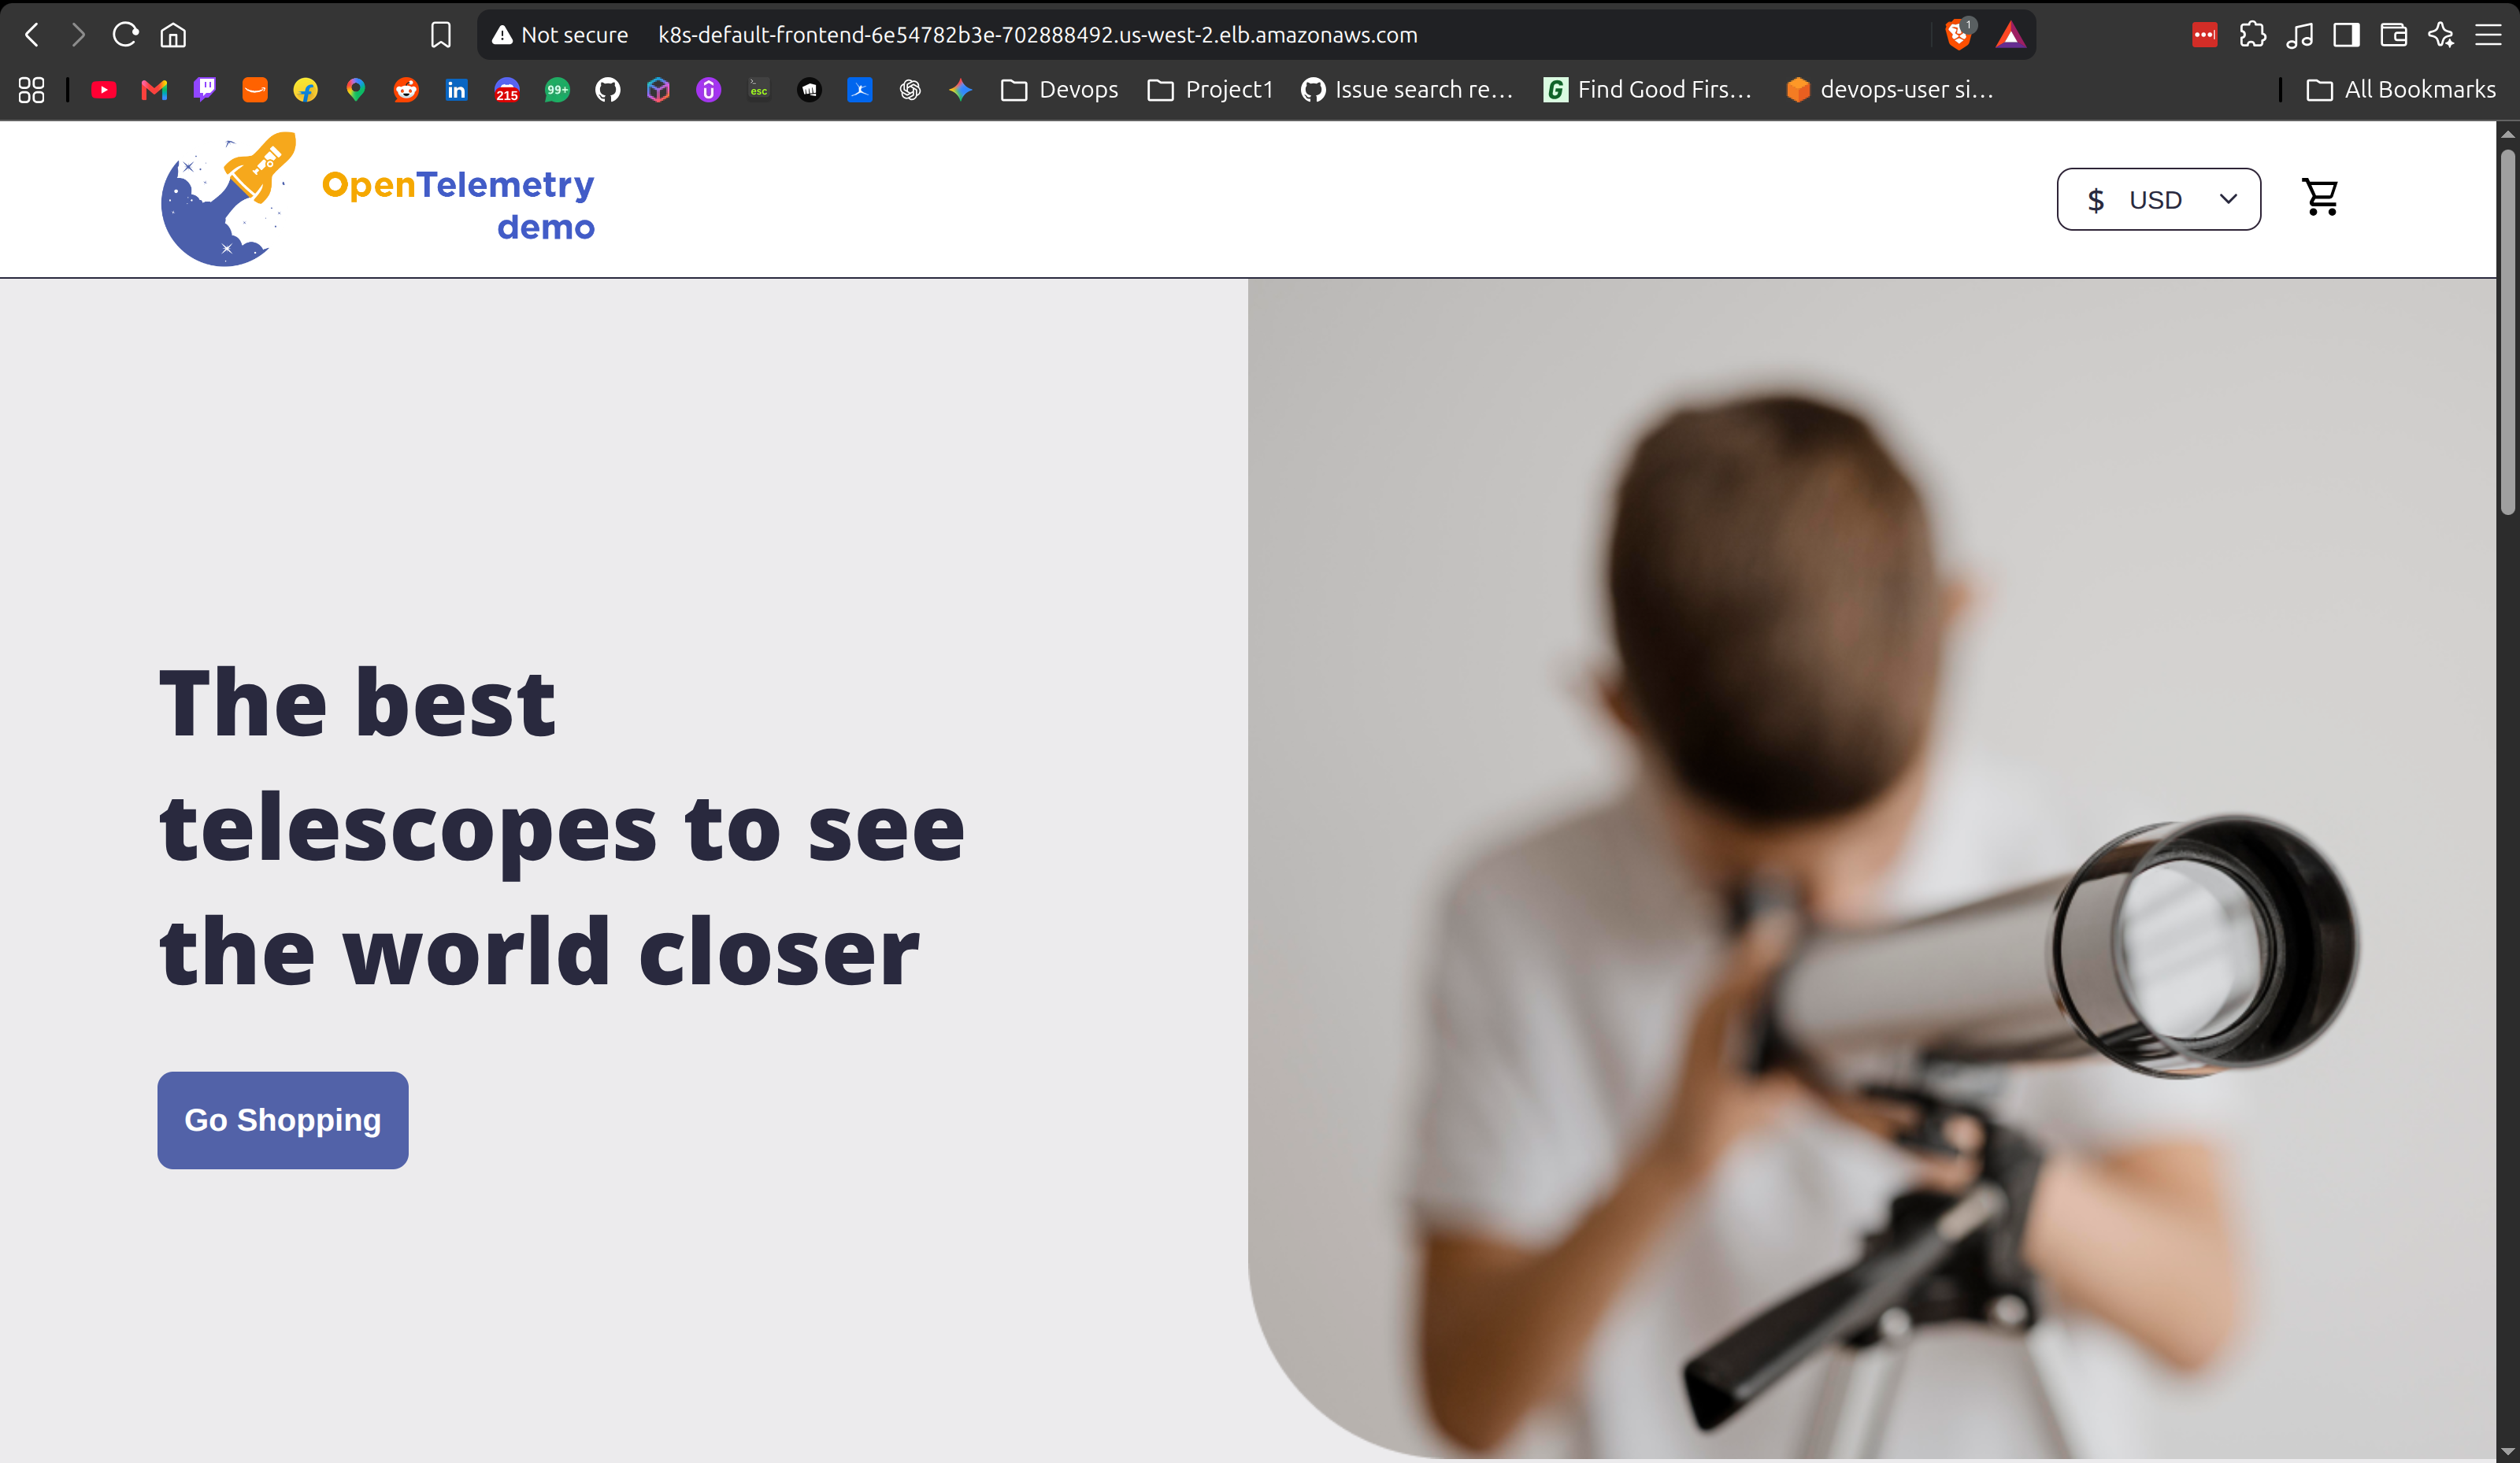 Not secure k8s-default-frontend-6e54782b3e-702888492.us-west-2.elb.amazonaws.com
1
215
99+
esc
Devops
Project1
Issue search re...
G
Find Good Firs...
devops-user si...
All Bookmarks
OpenTelemetry
demo
$ USD
The best
telescopes to see
the world closer
Go Shopping